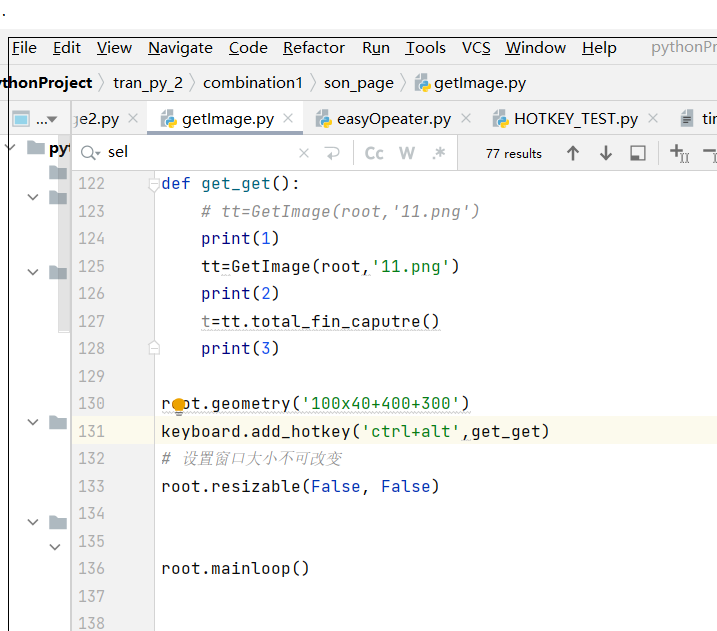 File Edit View Navigate Code Refactor Run Tools VCS Window Help pythonPr
thonProject tran_py_2 combination1 son_page getImage.py
...
ge2.py getImage.py easyOpeater.py HOTKEY_TEST.py tin
py
sel Cc W .* 77 results
122 def get_get():
123 # tt=GetImage(root,'11.png')
124 print(1)
125 tt=GetImage(root,'11.png')
126 print(2)
127 t=tt.total_fin_caputre()
128 print(3)
129
130 root.geometry('100x40+400+300')
131 keyboard.add_hotkey('ctrl+alt',get_get)
132 # 设置窗口大小不可改变
133 root.resizable(False, False)
134
135
136 root.mainloop()
137
138